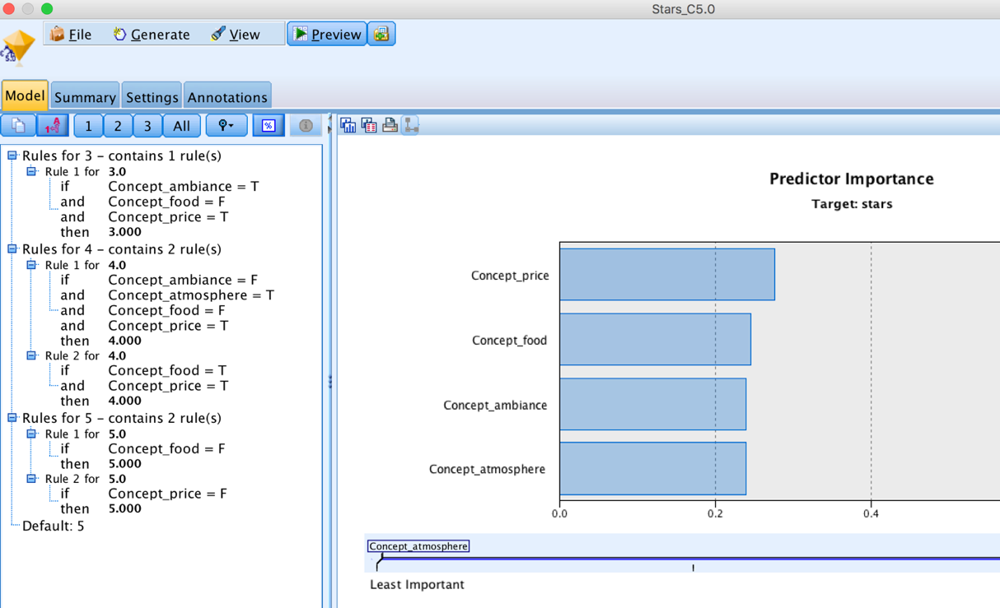 Stars_C5.0
File Generate View Preview
C 5.0
Model Summary Settings Annotations
1 2 3 All %
Rules for 3 – contains 1 rule(s)
Rule 1 for 3.0
if Concept_ambiance = T
and Concept_food = F
and Concept_price = T
then 3.000
Rules for 4 – contains 2 rule(s)
Rule 1 for 4.0
if Concept_ambiance = F
and Concept_atmosphere = T
and Concept_food = F
and Concept_price = T
then 4.000
Rule 2 for 4.0
if Concept_food = T
and Concept_price = T
then 4.000
Rules for 5 – contains 2 rule(s)
Rule 1 for 5.0
if Concept_food = F
then 5.000
Rule 2 for 5.0
if Concept_price = F
then 5.000
Default: 5
Predictor Importance
Target: stars
Concept_price
Concept_food
Concept_ambiance
Concept_atmosphere
0.0 0.2 0.4
Concept_atmosphere
Least Important